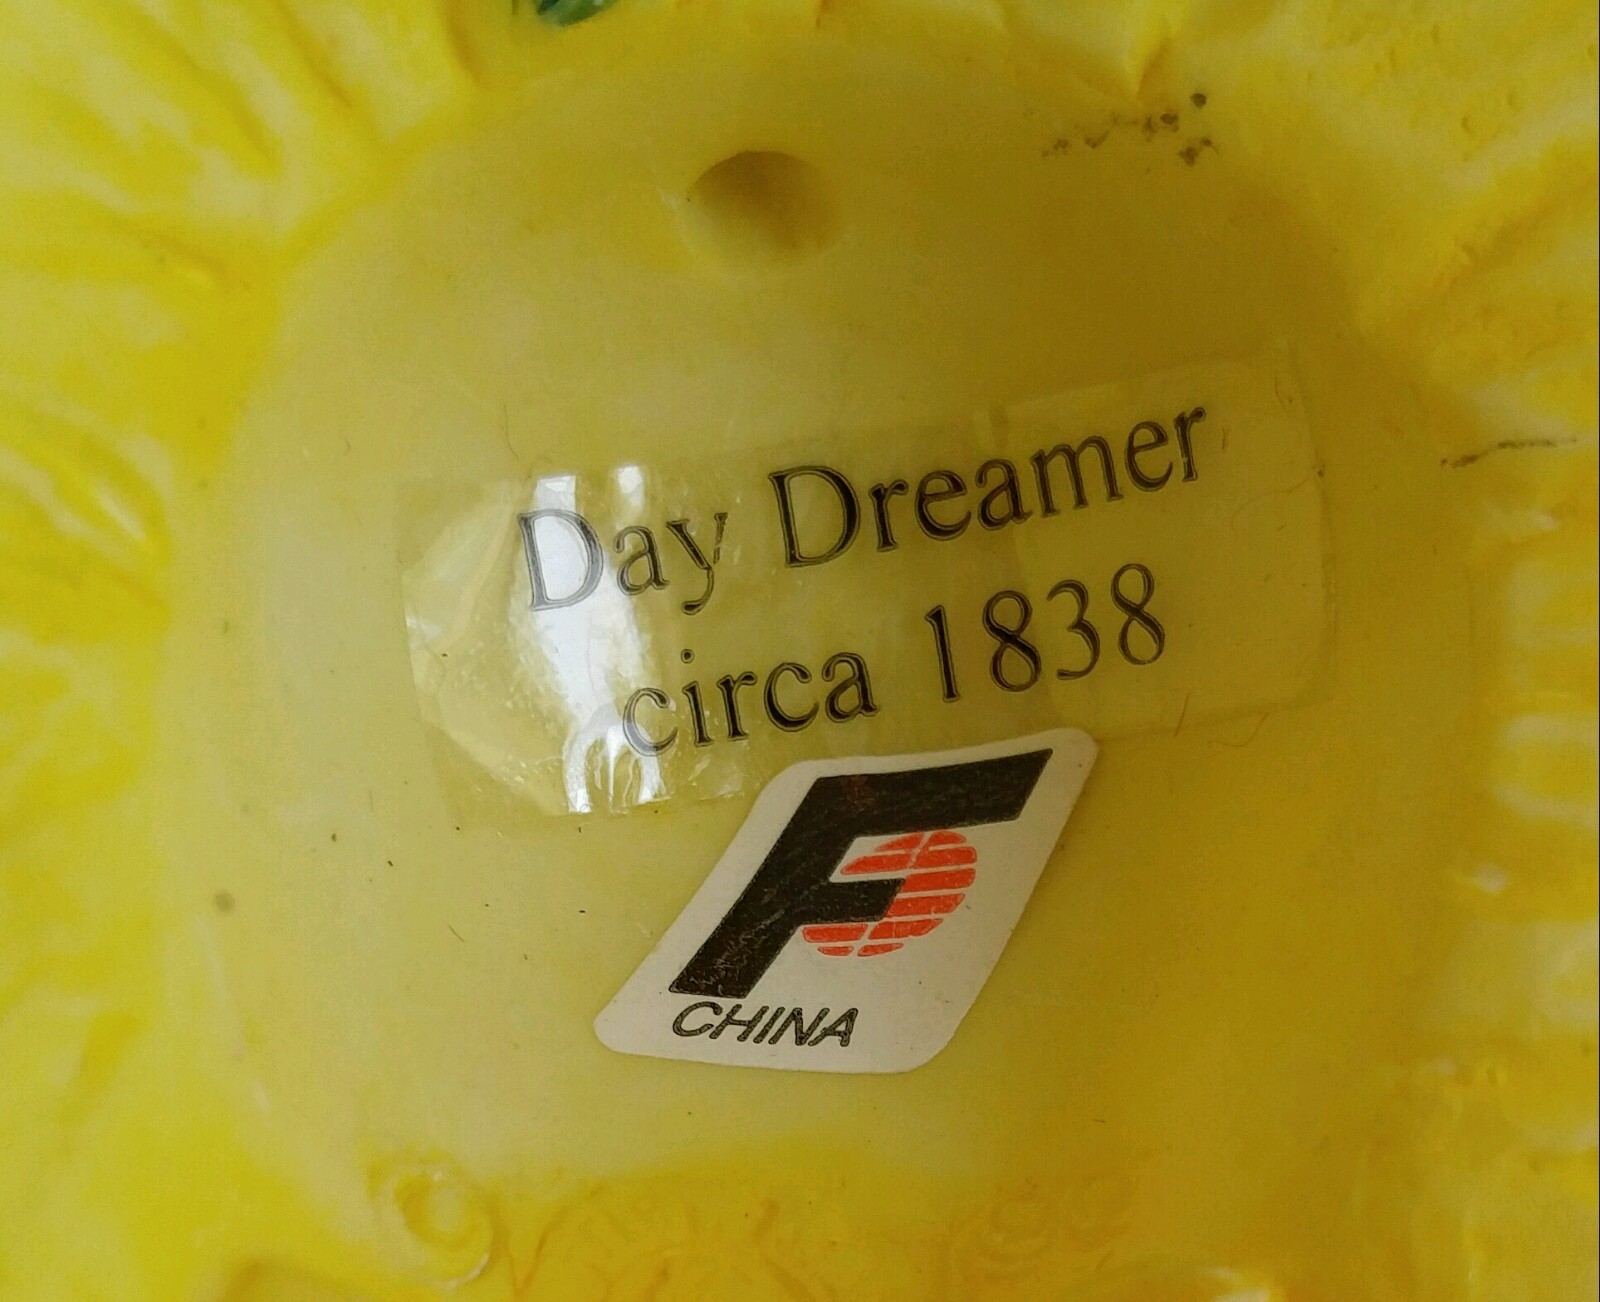 Day Dreamer
circa 1838
F
CHINA